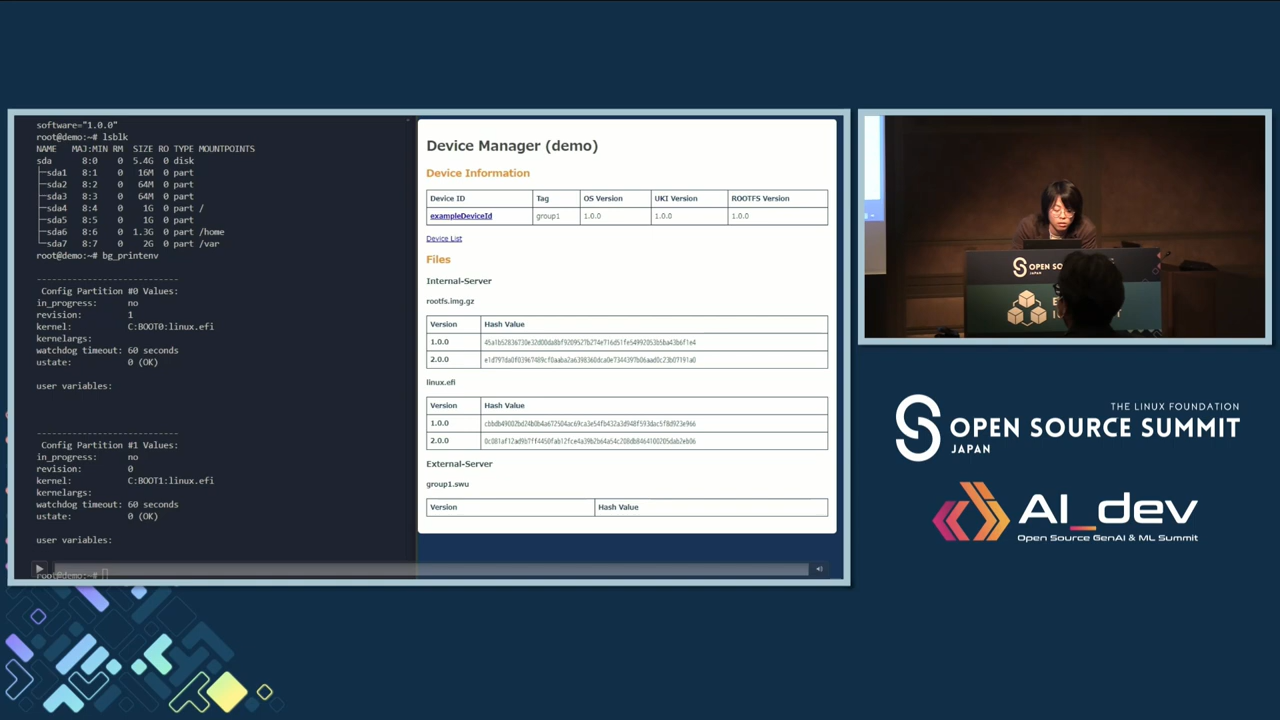 software="1.0.0"
root@demo:~# lsblk
NAME MAJ:MIN RM SIZE RO TYPE MOUNTPOINTS
sda 8:0 0 5.4G 0 disk
├─sda1 8:1 0 16M 0 part
├─sda2 8:2 0 64M 0 part
├─sda3 8:3 0 64M 0 part
├─sda4 8:4 0 1G 0 part /
├─sda5 8:5 0 1G 0 part
├─sda6 8:6 0 1.3G 0 part /home
└─sda7 8:7 0 2G 0 part /var
root@demo:~# bg_printenv
----------------------------
Config Partition #0 Values:
in_progress: no
revision: 1
kernel: C:BOOT0:linux.efi
kernelargs:
watchdog timeout: 60 seconds
ustate: 0 (OK)
user variables:
----------------------------
Config Partition #1 Values:
in_progress: no
revision: 0
kernel: C:BOOT1:linux.efi
kernelargs:
watchdog timeout: 60 seconds
ustate: 0 (OK)
user variables:
root@demo:~#
Device Manager (demo)
Device Information
Device ID Tag OS Version UKI Version ROOTFS Version
exampleDeviceId group1 1.0.0 1.0.0 1.0.0
Device List
Files
Internal-Server
rootfs.img.gz
Version Hash Value
1.0.0
2.0.0
linux.efi
Version Hash Value
1.0.0
2.0.0
External-Server
group1.swu
Version Hash Value
OPEN SO
THE LINUX FOUNDATION
OPEN SOURCE SUMMIT
JAPAN
AI_dev
Open Source GenAI & ML Summit